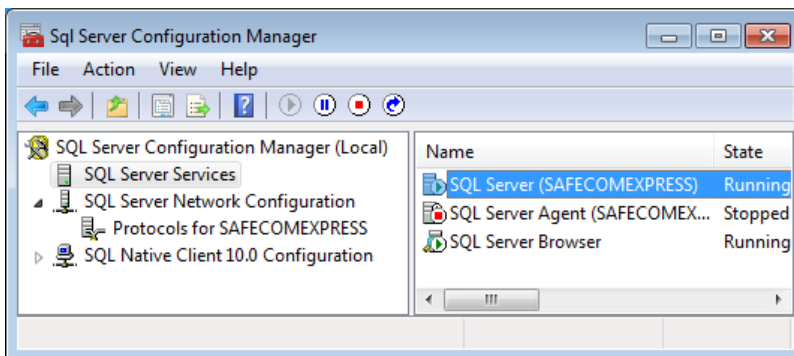 Sql Server Configuration Manager
File Action View Help
SQL Server Configuration Manager (Local)
SQL Server Services
SQL Server Network Configuration
Protocols for SAFECOMEXPRESS
SQL Native Client 10.0 Configuration
Name State
SQL Server (SAFECOMEXPRESS) Running
SQL Server Agent (SAFECOMEX... Stopped
SQL Server Browser Running